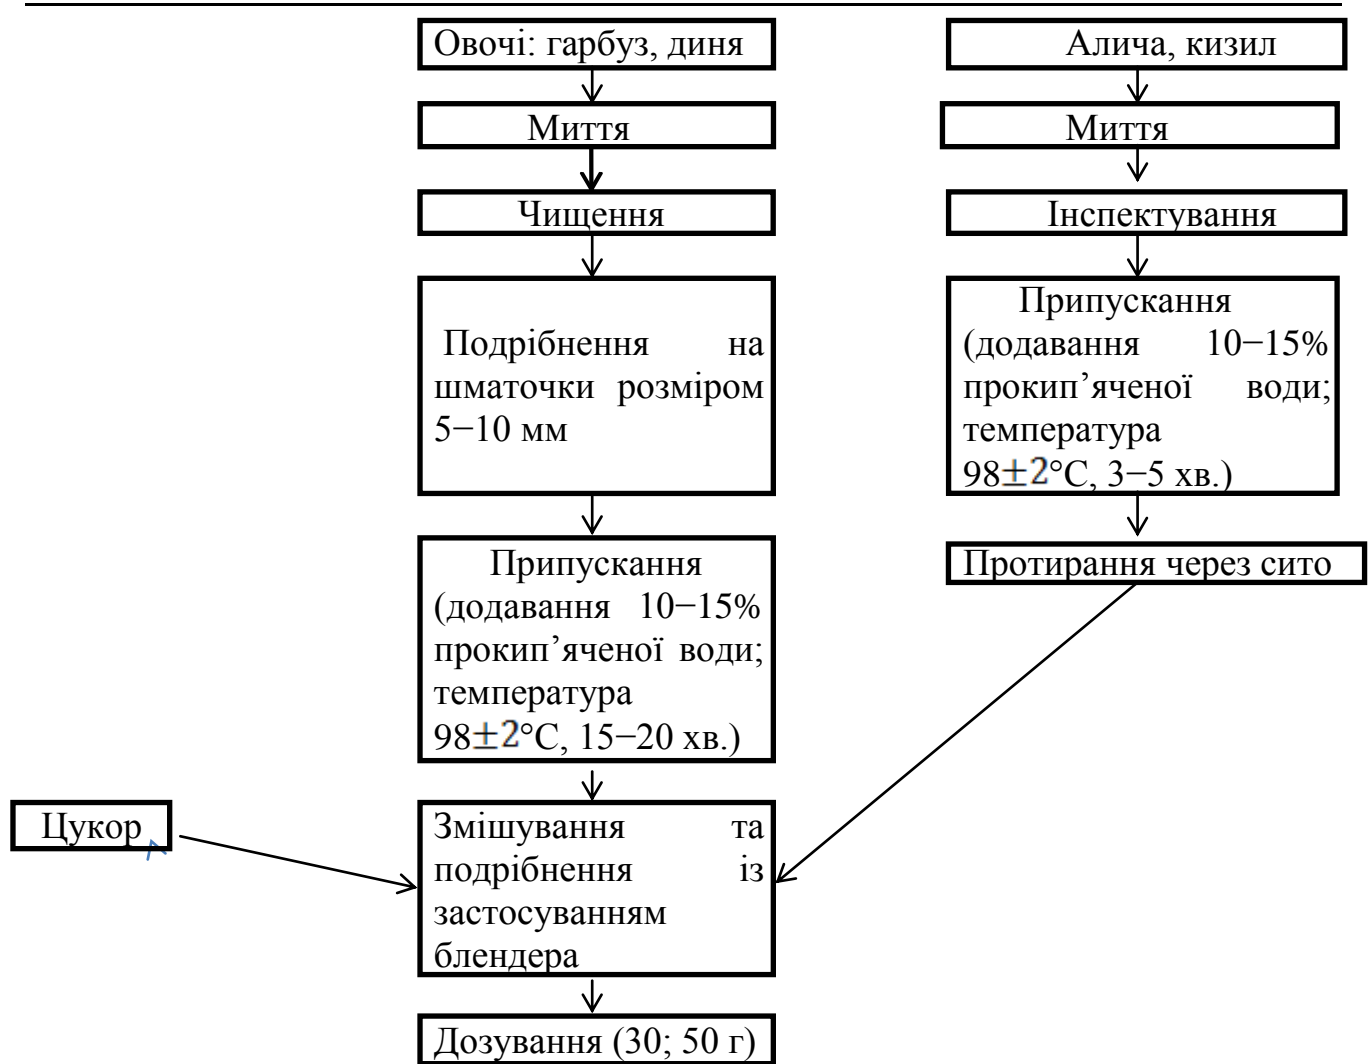 Овочі: гарбуз, диня
Алича, кизил
Миття
Миття
Чищення
Інспектування
Подрібнення на
шматочки розміром
5−10 мм
Припускання
(додавання 10−15%
прокип’яченої води;
температура
98±2°С, 3−5 хв.)
Припускання
(додавання 10−15%
прокип’яченої води;
температура
98±2°С, 15−20 хв.)
Протирання через сито
Цукор
Змішування та
подрібнення із
застосуванням
блендера
Дозування (30; 50 г)